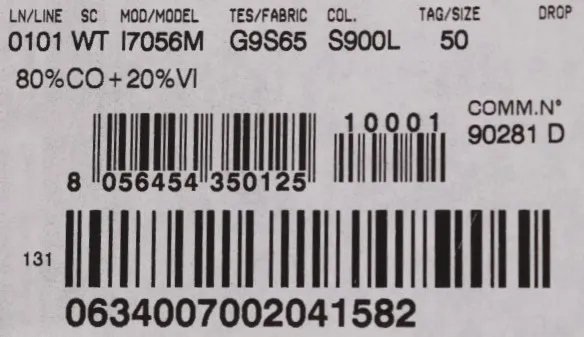 LN/LINE SC MOD/MODEL TES/FABRIC COL. TAG/SIZE DROP
0101 WT I7056M G9S65 S900L 50
80%CO+20%VI
COMM.N°
90281 D
10001
8 056454 350125
131
0634007002041582